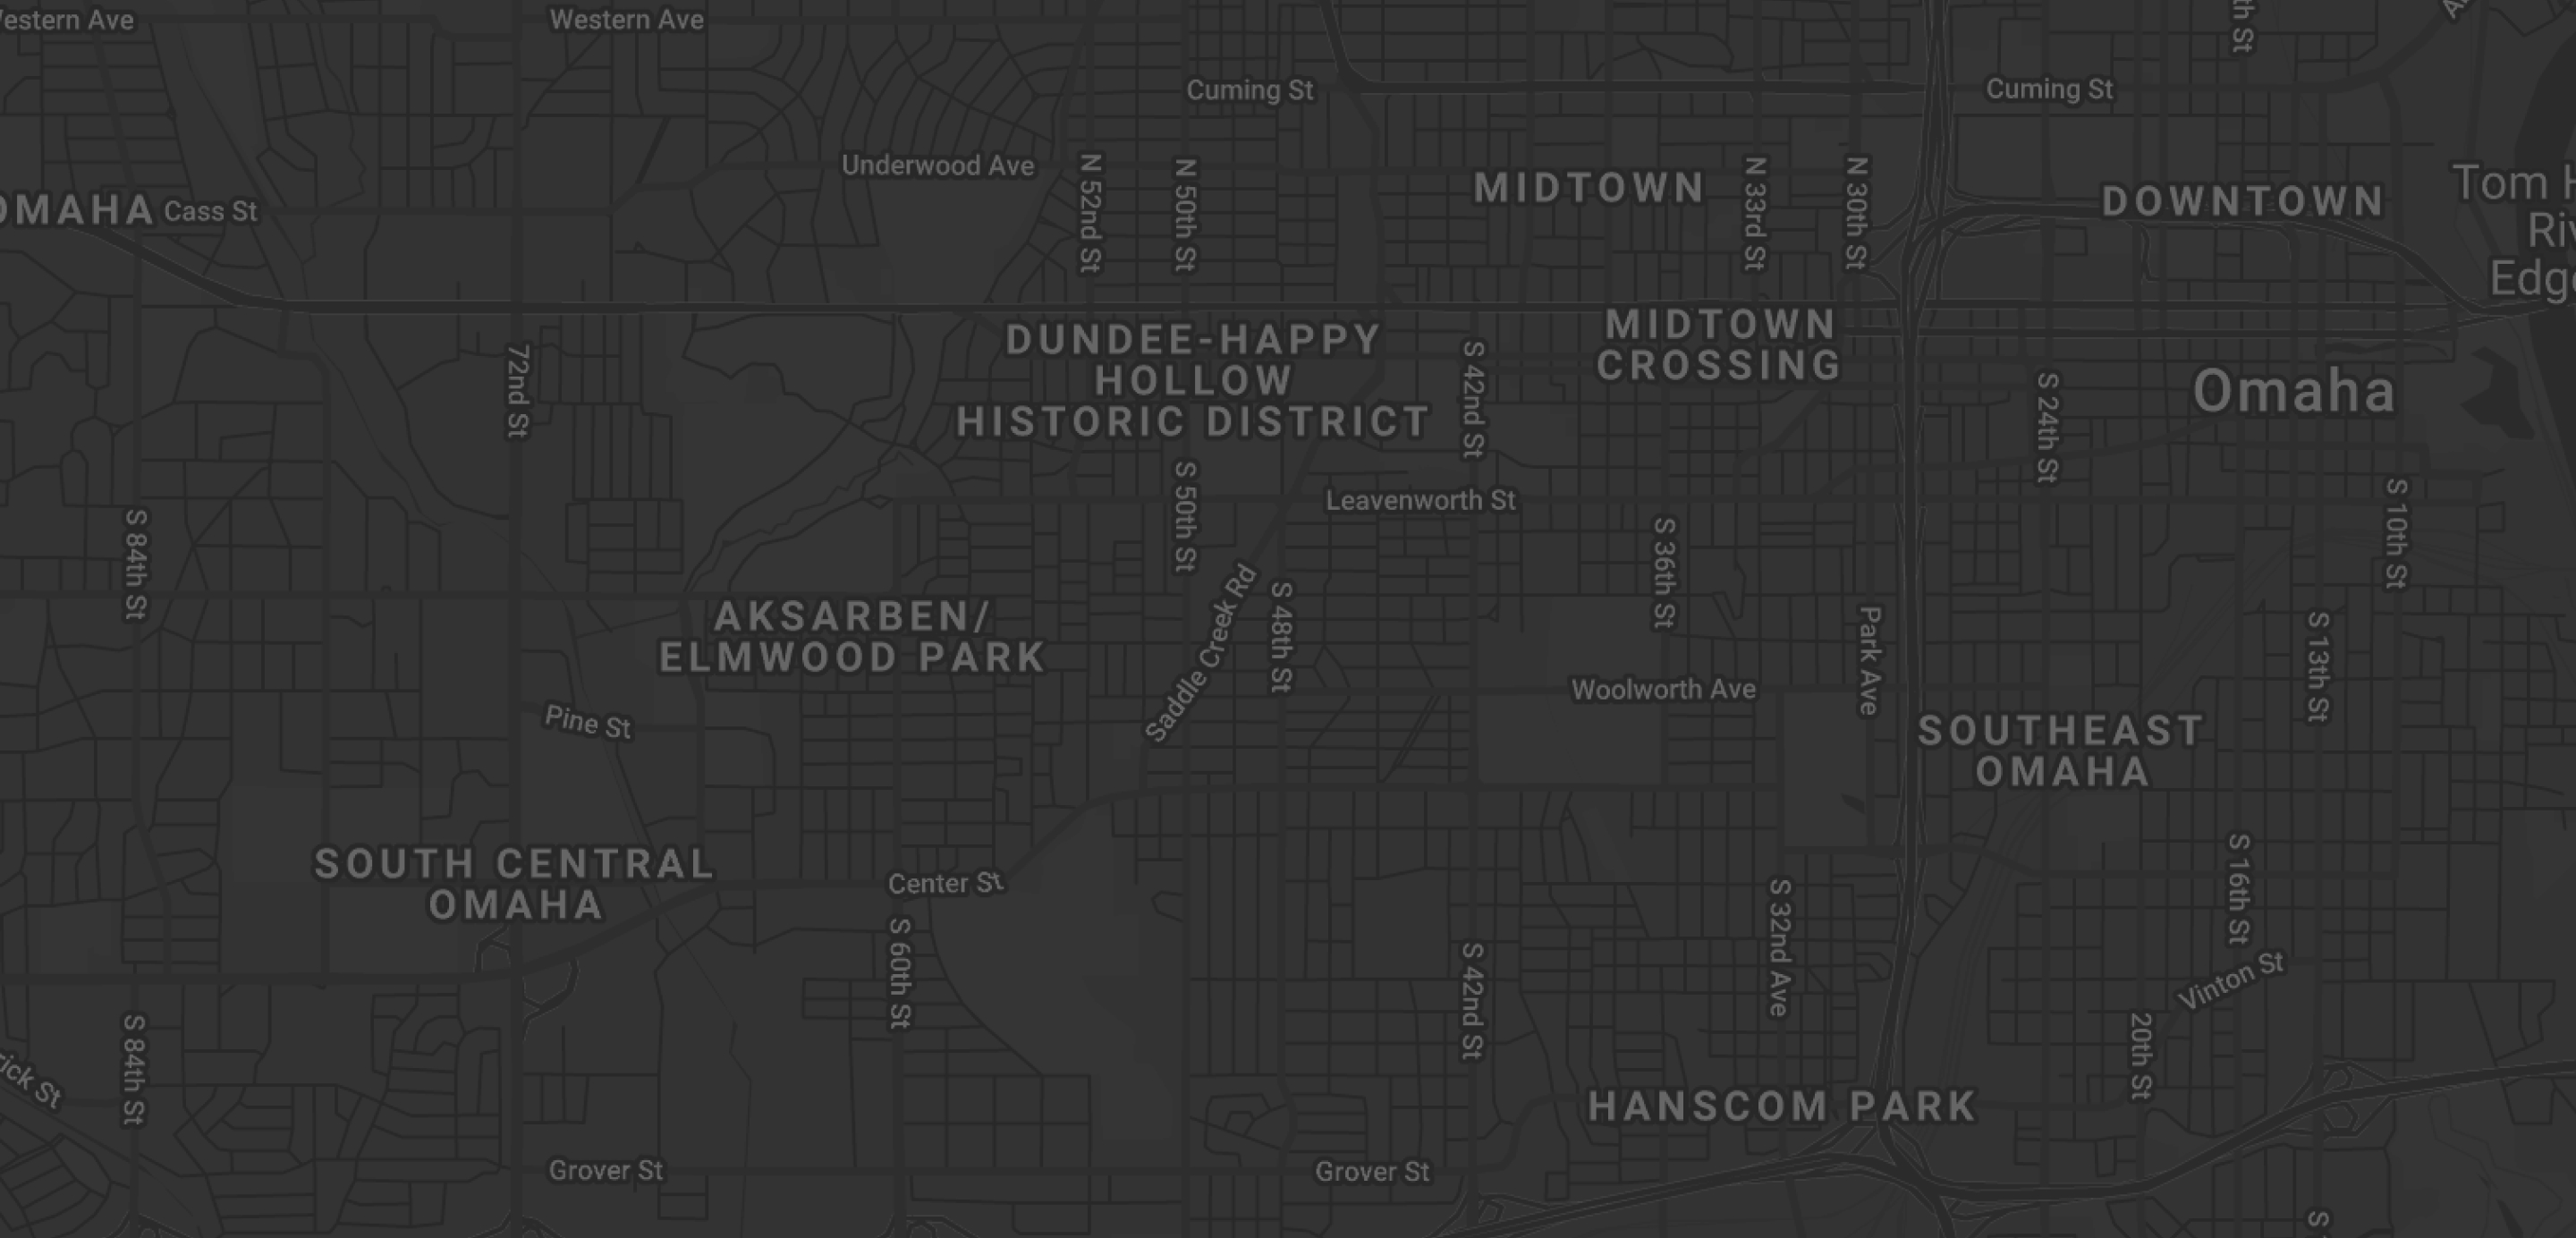 Western Ave
Cuming St
Cuming St
Underwood Ave
N 52nd St
N 50th St
MIDTOWN
N 33rd St
N 30th St
DOWNTOWN
Tom
OMAHA
Cass St
72nd St
DUNDEE-HAPPY
HOLLOW
HISTORIC DISTRICT
S 42nd St
MIDTOWN
CROSSING
S 24th St
Omaha
S 84th St
S 50th St
Leavenworth St
S 36th St
S 10th St
AKSARBEN/
ELMWOOD PARK
Saddle Creek Rd
S 48th St
Woolworth Ave
Park Ave
S 13th St
Pine St
SOUTHEAST
OMAHA
SOUTH CENTRAL
OMAHA
Center St
S 60th St
S 42nd St
S 32nd Ave
S 16th St
Vinton St
S 84th St
20th St
HANSCOM PARK
Grover St
Grover St